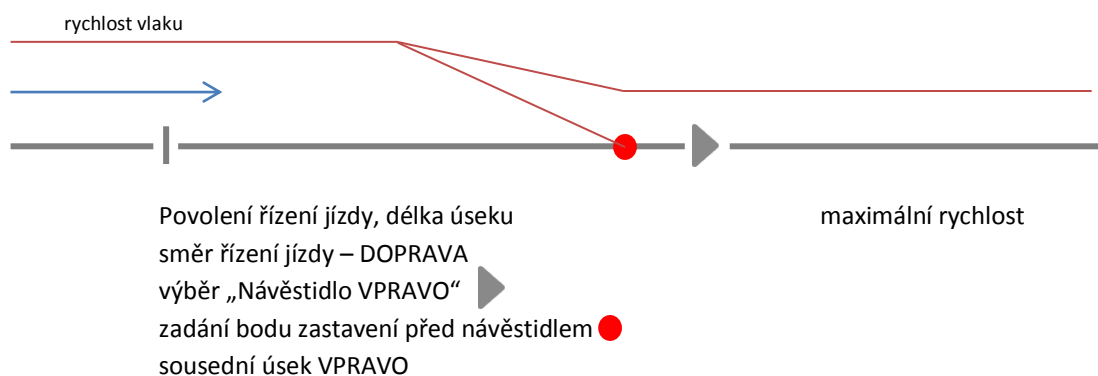 rychlost vlaku
Povolení řízení jízdy, délka úseku
maximální rychlost
směr řízení jízdy – DOPRAVA
výběr „Návěstidlo VPRAVO“
zadání bodu zastavení před návěstidlem
sousední úsek VPRAVO